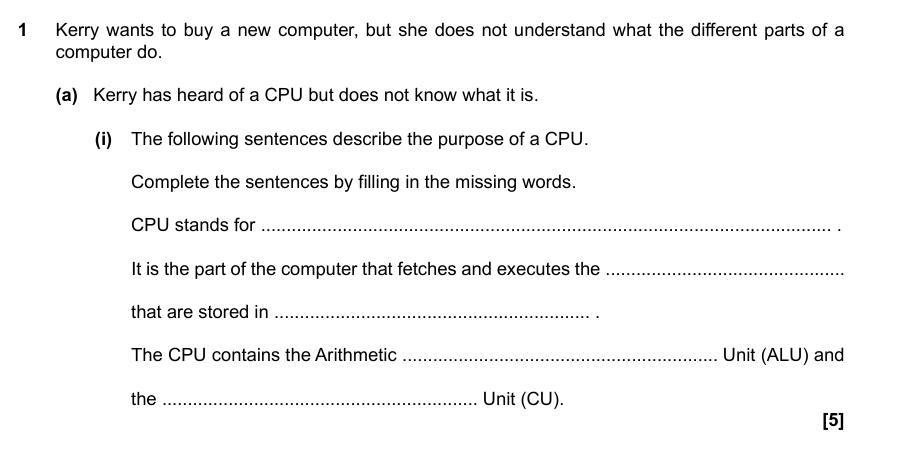 1 Kerry wants to buy a new computer, but she does not understand what the different parts of a
computer do.
(a) Kerry has heard of a CPU but does not know what it is.
(i) The following sentences describe the purpose of a CPU.
Complete the sentences by filling in the missing words.
CPU stands for ................................................................................................................ .
It is the part of the computer that fetches and executes the ...............................................
that are stored in .............................................................. .
The CPU contains the Arithmetic .............................................................. Unit (ALU) and
the .............................................................. Unit (CU).
[5]